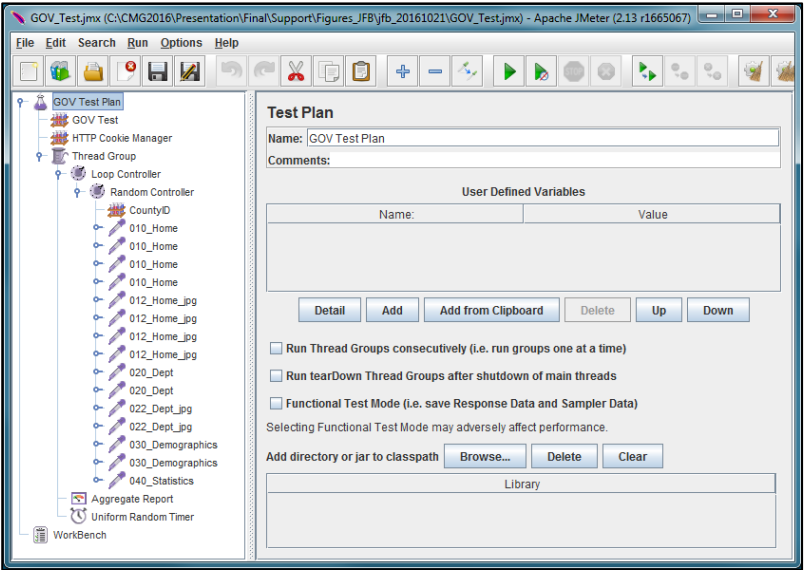 GOV_Test.jmx (C:\CMG2016\Presentation\Final\Support\Figures_JFB\jfb_20161021\GOV_Test.jmx) - Apache JMeter (2.13 r1665067)
File Edit Search Run Options Help
GOV Test Plan
GOV Test
HTTP Cookie Manager
Thread Group
Loop Controller
Random Controller
CountyID
010_Home
010_Home
010_Home
010_Home
012_Home_jpg
012_Home_jpg
012_Home_jpg
012_Home_jpg
020_Dept
020_Dept
022_Dept_jpg
022_Dept_jpg
030_Demographics
030_Demographics
040_Statistics
Aggregate Report
Uniform Random Timer
WorkBench
Test Plan
Name: GOV Test Plan
Comments:
User Defined Variables
Name: Value
Detail Add Add from Clipboard Delete Up Down
Run Thread Groups consecutively (i.e. run groups one at a time)
Run tearDown Thread Groups after shutdown of main threads
Functional Test Mode (i.e. save Response Data and Sampler Data)
Selecting Functional Test Mode may adversely affect performance.
Add directory or jar to classpath Browse... Delete Clear
Library